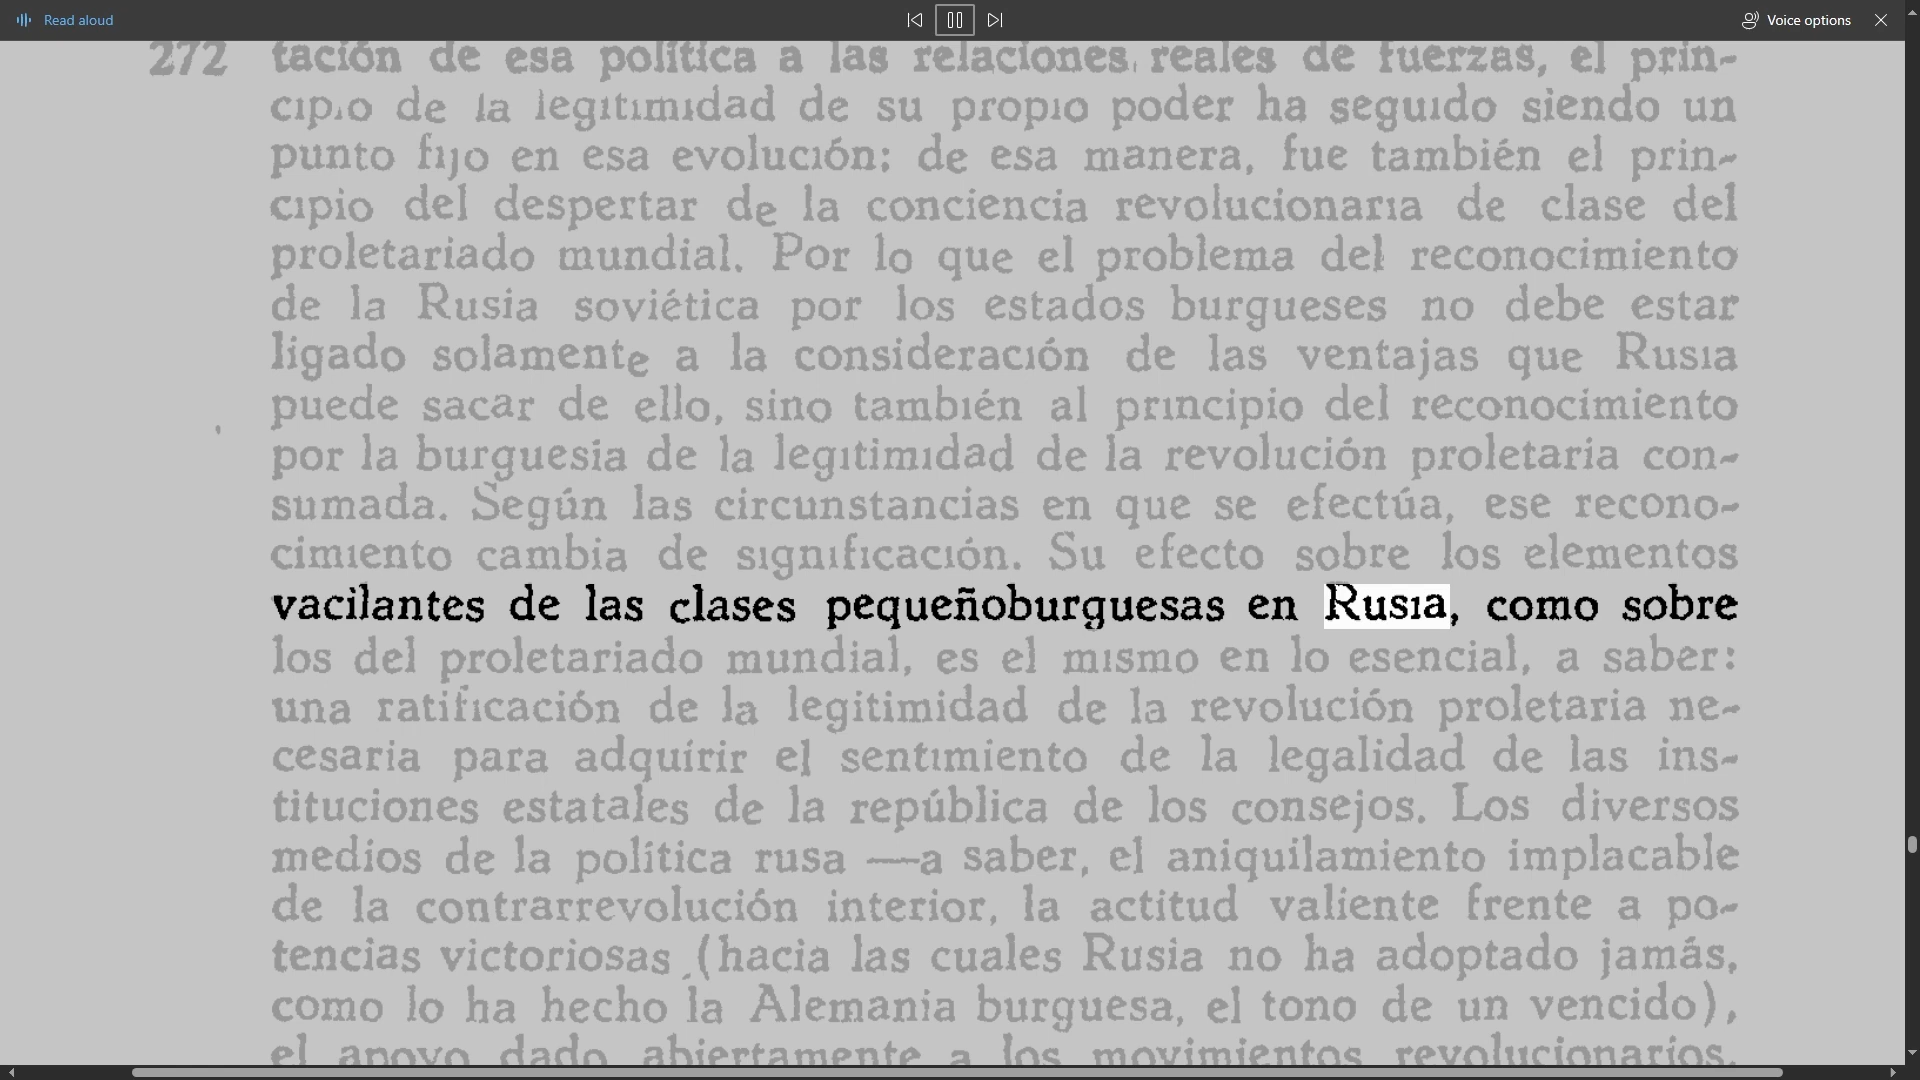 Read aloud
Voice options
272 tación de esa política a las relaciones reales de fuerzas, el prin-
cipio de la legitimidad de su propio poder ha seguido siendo un
punto fijo en esa evolución; de esa manera, fue también el prin-
cipio del despertar de la conciencia revolucionaria de clase del
proletariado mundial. Por lo que el problema del reconocimiento
de la Rusia soviética por los estados burgueses no debe estar
ligado solamente a la consideración de las ventajas que Rusia
puede sacar de ello, sino también al principio del reconocimiento
por la burguesia de la legitimidad de la revolución proletaria con-
sumada. Según las circunstancias en que se efectúa, ese recono-
cimiento cambia de significación. Su efecto sobre los elementos
vacilantes de las clases pequeñoburguesas en Rusia, como sobre
los del proletariado mundial, es el mismo en lo esencial, a saber:
una ratificación de la legitimidad de la revolución proletaria ne-
cesaria para adquirir el sentimiento de la legalidad de las ins-
tituciones estatales de la república de los consejos. Los diversos
medios de la política rusa —a saber, el aniquilamiento implacable
de la contrarrevolución interior, la actitud valiente frente a po-
tencias victoriosas (hacia las cuales Rusia no ha adoptado jamás,
como lo ha hecho la Alemania burguesa, el tono de un vencido),
el apoyo dado abiertamente a los movimientos revolucionarios,